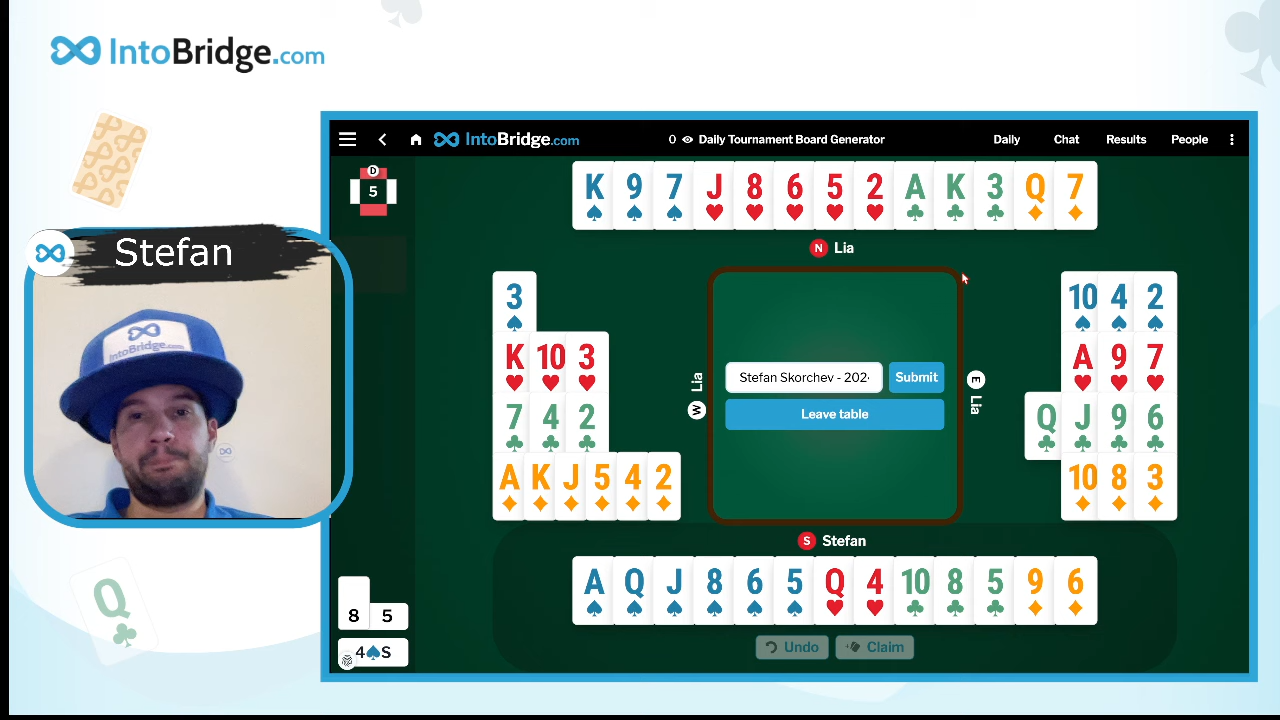 IntoBridge.com
IntoBridge.com
0 Daily Tournament Board Generator
Daily
Chat
Results
People
D
5
K 9 7 J 8 6 5 2 A K 3 Q 7
N Lia
Stefan
3
K 10 3
7 4 2
A K J 5 4 2
10 4 2
A 9 7
Q J 9 6
10 8 3
W Lia
E Lia
Stefan Skorchev - 202
Submit
Leave table
IntoBridge.com
S Stefan
A Q J 8 6 5 Q 4 10 8 5 9 6
Q
8 5
4♠S
Undo
Claim